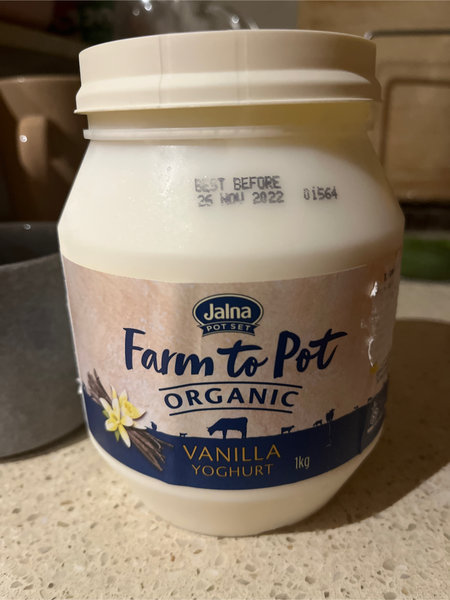 BEST BEFORE
26 NOV 2022 01564
Jalna
POT SET
Farm to Pot
ORGANIC
VANILLA
YOGHURT 1kg